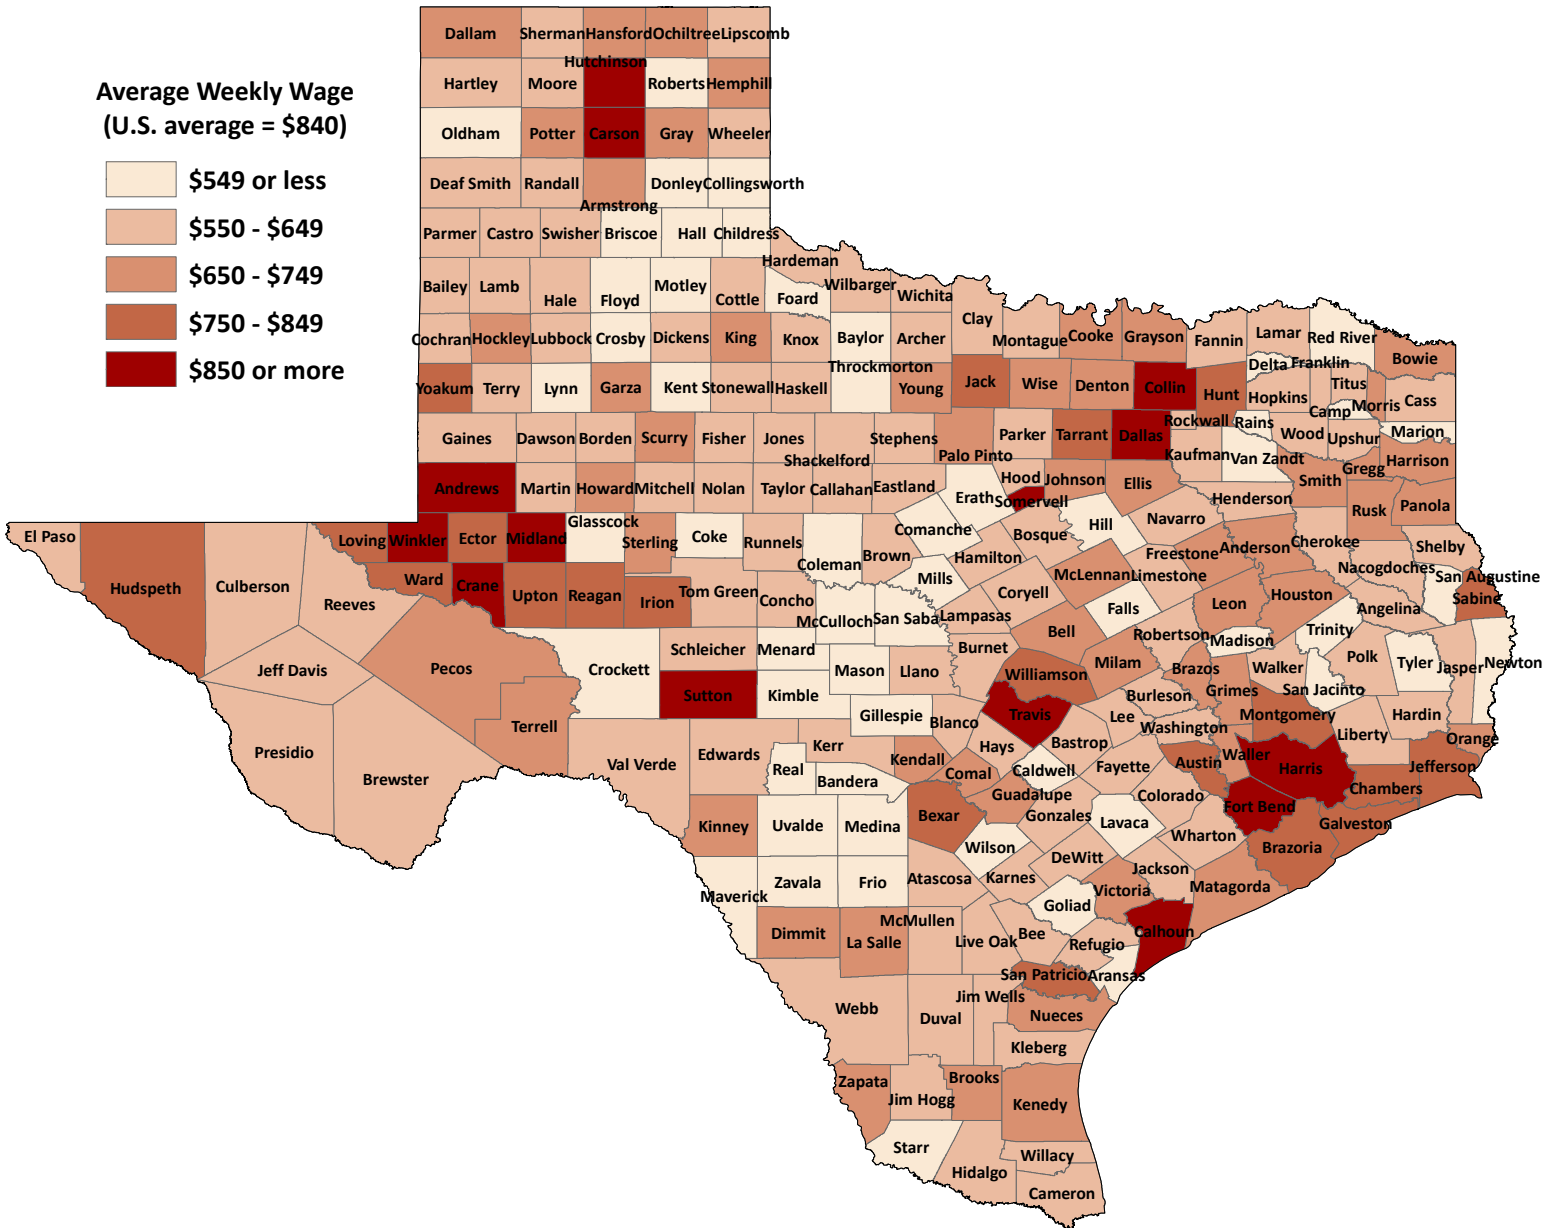 Average Weekly Wage
(U.S. average = $840)
$549 or less
$550 - $649
$650 - $749
$750 - $849
$850 or more
Dallam
Sherman
Hansford
Ochiltree
Lipscomb
Hutchinson
Hartley
Moore
Roberts
Hemphill
Oldham
Potter
Carson
Gray
Wheeler
Deaf Smith
Randall
Donley
Collingsworth
Armstrong
Parmer
Castro
Swisher
Briscoe
Hall
Childress
Hardeman
Bailey
Lamb
Hale
Floyd
Motley
Cottle
Foard
Wilbarger
Wichita
Clay
Cochran
Hockley
Lubbock
Crosby
Dickens
King
Knox
Baylor
Archer
Montague
Cooke
Grayson
Fannin
Lamar
Red River
Bowie
Throckmorton
Delta
Franklin
Yoakum
Terry
Lynn
Garza
Kent
Stonewall
Haskell
Young
Jack
Wise
Denton
Collin
Hunt
Hopkins
Titus
Camp
Morris
Cass
Gaines
Dawson
Borden
Scurry
Fisher
Jones
Shackelford
Stephens
Palo Pinto
Parker
Tarrant
Dallas
Rockwall
Rains
Kaufman
Van Zandt
Wood
Upshur
Marion
Gregg
Harrison
Andrews
Martin
Howard
Mitchell
Nolan
Taylor
Callahan
Eastland
Erath
Hood
Somervell
Johnson
Ellis
Henderson
Smith
Rusk
Panola
El Paso
Hudspeth
Culberson
Reeves
Loving
Winkler
Ector
Midland
Glasscock
Sterling
Coke
Runnels
Coleman
Brown
Comanche
Hamilton
Bosque
Hill
Navarro
Freestone
Anderson
Cherokee
Shelby
Nacogdoches
San Augustine
Sabine
Ward
Crane
Upton
Reagan
Irion
Tom Green
Concho
McCulloch
San Saba
Mills
Lampasas
Coryell
McLennan
Limestone
Falls
Leon
Houston
Angelina
Trinity
Jeff Davis
Pecos
Crockett
Schleicher
Menard
Mason
Llano
Burnet
Bell
Milam
Robertson
Madison
Brazos
Walker
Polk
Tyler
Jasper
Newton
San Jacinto
Grimes
Presidio
Brewster
Terrell
Sutton
Kimble
Gillespie
Blanco
Williamson
Travis
Burleson
Lee
Washington
Montgomery
Hardin
Liberty
Orange
Val Verde
Edwards
Kerr
Real
Bandera
Kendall
Comal
Hays
Bastrop
Caldwell
Fayette
Austin
Waller
Harris
Jefferson
Chambers
Guadalupe
Gonzales
Colorado
Fort Bend
Galveston
Kinney
Uvalde
Medina
Bexar
Wilson
Lavaca
Wharton
Brazoria
DeWitt
Jackson
Matagorda
Maverick
Zavala
Frio
Atascosa
Karnes
Goliad
Victoria
Calhoun
Dimmit
La Salle
McMullen
Live Oak
Bee
Refugio
Aransas
San Patricio
Webb
Duval
Jim Wells
Nueces
Kleberg
Zapata
Jim Hogg
Brooks
Kenedy
Starr
Hidalgo
Willacy
Cameron